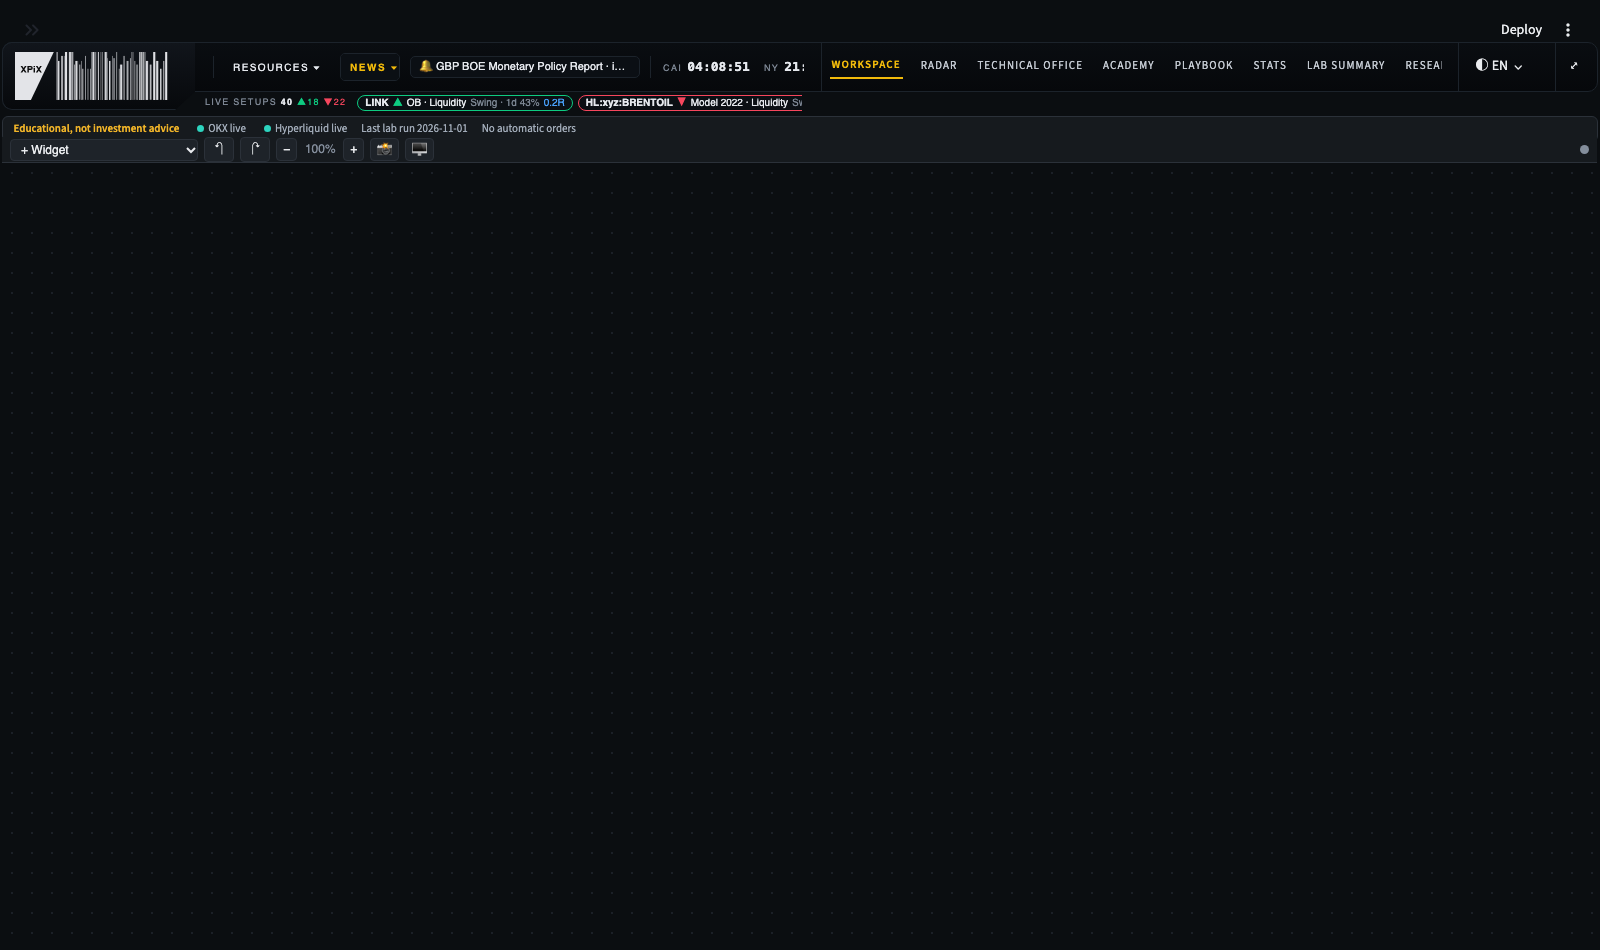 Deploy
XPiX
RESOURCES
NEWS
GBP BOE Monetary Policy Report · i...
CAI 04:08:51 NY 21:
WORKSPACE RADAR TECHNICAL OFFICE ACADEMY PLAYBOOK STATS LAB SUMMARY RESEA
EN
LIVE SETUPS 40 ▲18 ▼22
LINK ▲ OB · Liquidity Swing · 1d 43% 0.2R
HL:xyz:BRENTOIL ▼ Model 2022 · Liquidity
Educational, not investment advice OKX live Hyperliquid live Last lab run 2026-11-01 No automatic orders
+ Widget − 100% +